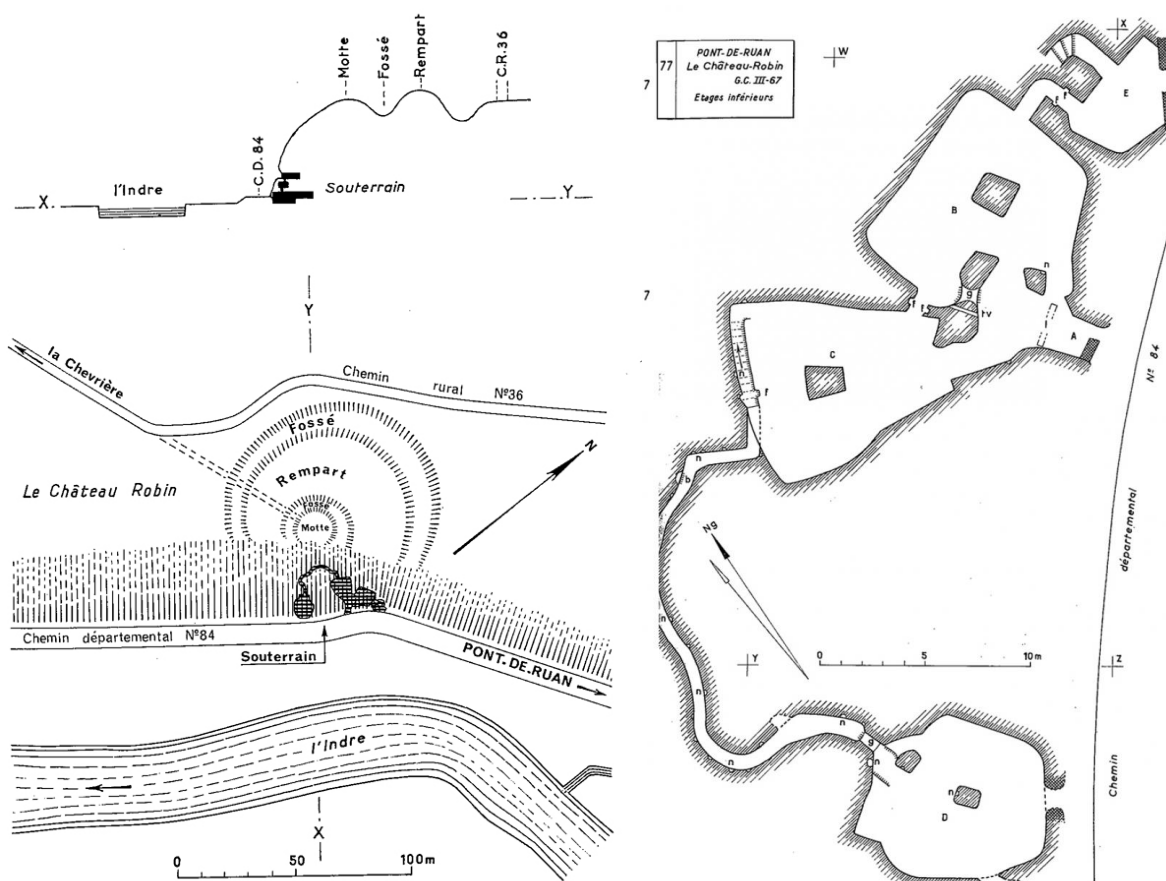 Motte
Fossé
Rempart
C.R.36
C.D.84
X
l'Indre
Souterrain
Y
Y
la Chevrière
Chemin rural Nº36
Fossé
Rempart
Le Château Robin
Fossé
Motte
N
Chemin départemental Nº84
Souterrain
PONT-DE-RUAN
l'Indre
X
0 50 100m
7
77
PONT-DE-RUAN
Le Château-Robin
G.C. III-67
Etages inférieurs
W
X
E
f
f
B
n
g
f
f
rv
A
7
C
n
f
n
b
Ng
Nº 84
départemental
Chemin
0 5 10m
Y
Z
n
n
n
n
g
n
n
D